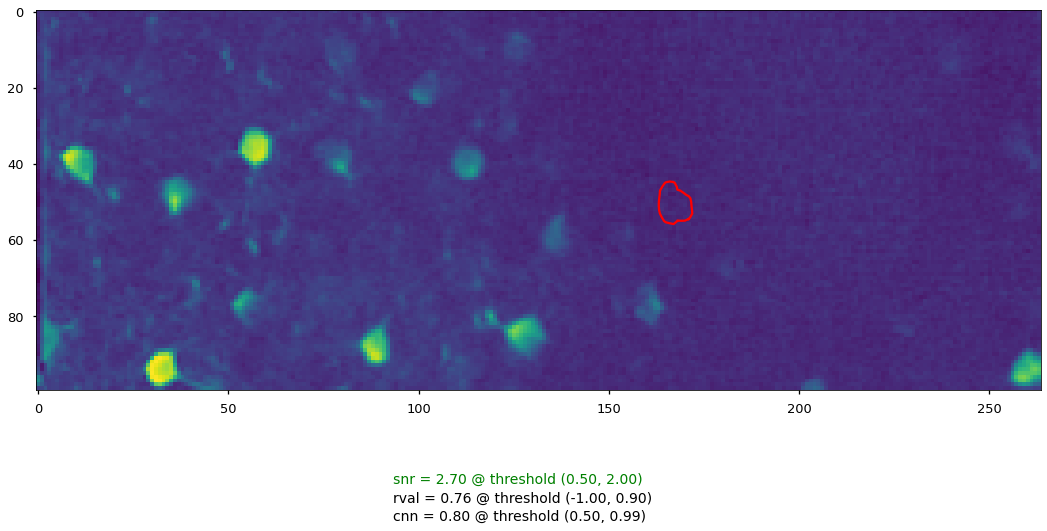 0
20
40
60
80
0 50 100 150 200 250
snr = 2.70 @ threshold (0.50, 2.00)
rval = 0.76 @ threshold (-1.00, 0.90)
cnn = 0.80 @ threshold (0.50, 0.99)